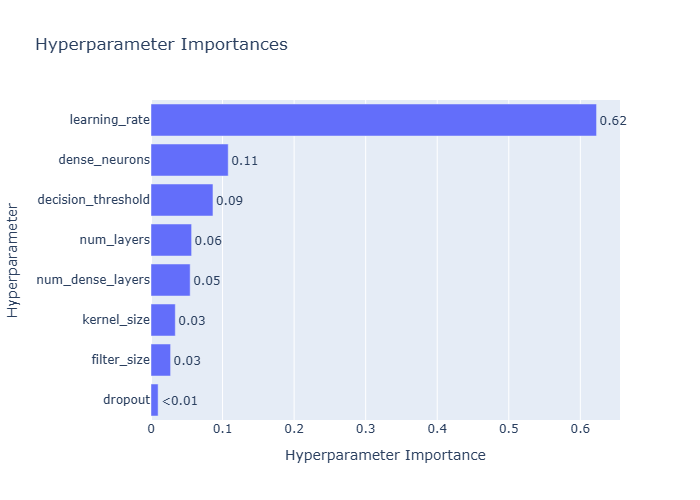 Hyperparameter Importances
Hyperparameter
learning_rate 0.62
dense_neurons 0.11
decision_threshold 0.09
num_layers 0.06
num_dense_layers 0.05
kernel_size 0.03
filter_size 0.03
dropout <0.01
0 0.1 0.2 0.3 0.4 0.5 0.6
Hyperparameter Importance